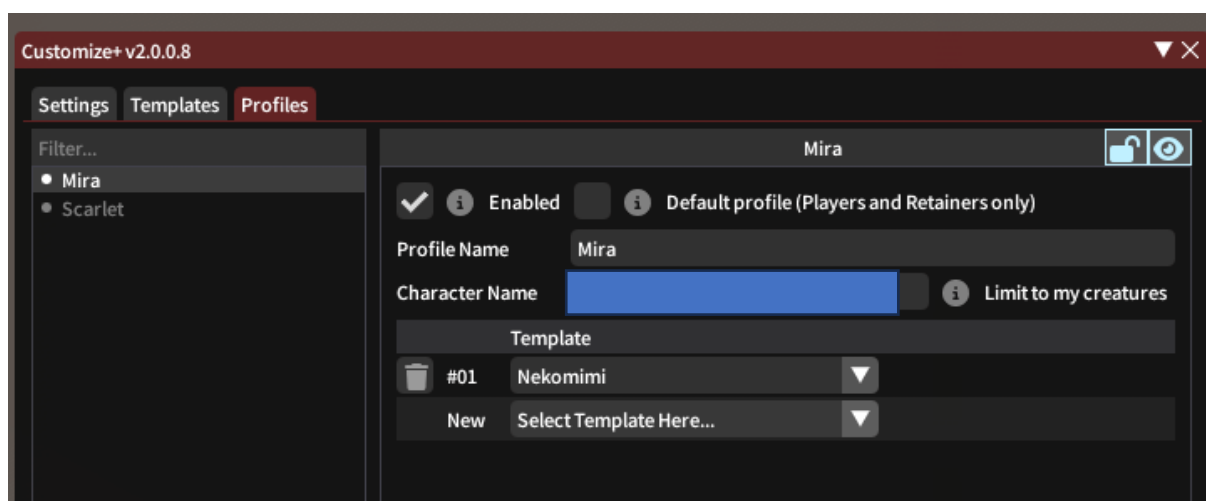 Customize+ v2.0.0.8
Settings Templates Profiles
Filter...
Mira
Scarlet
Mira
Enabled Default profile (Players and Retainers only)
Profile Name Mira
Character Name Limit to my creatures
Template
#01 Nekomimi
New Select Template Here...